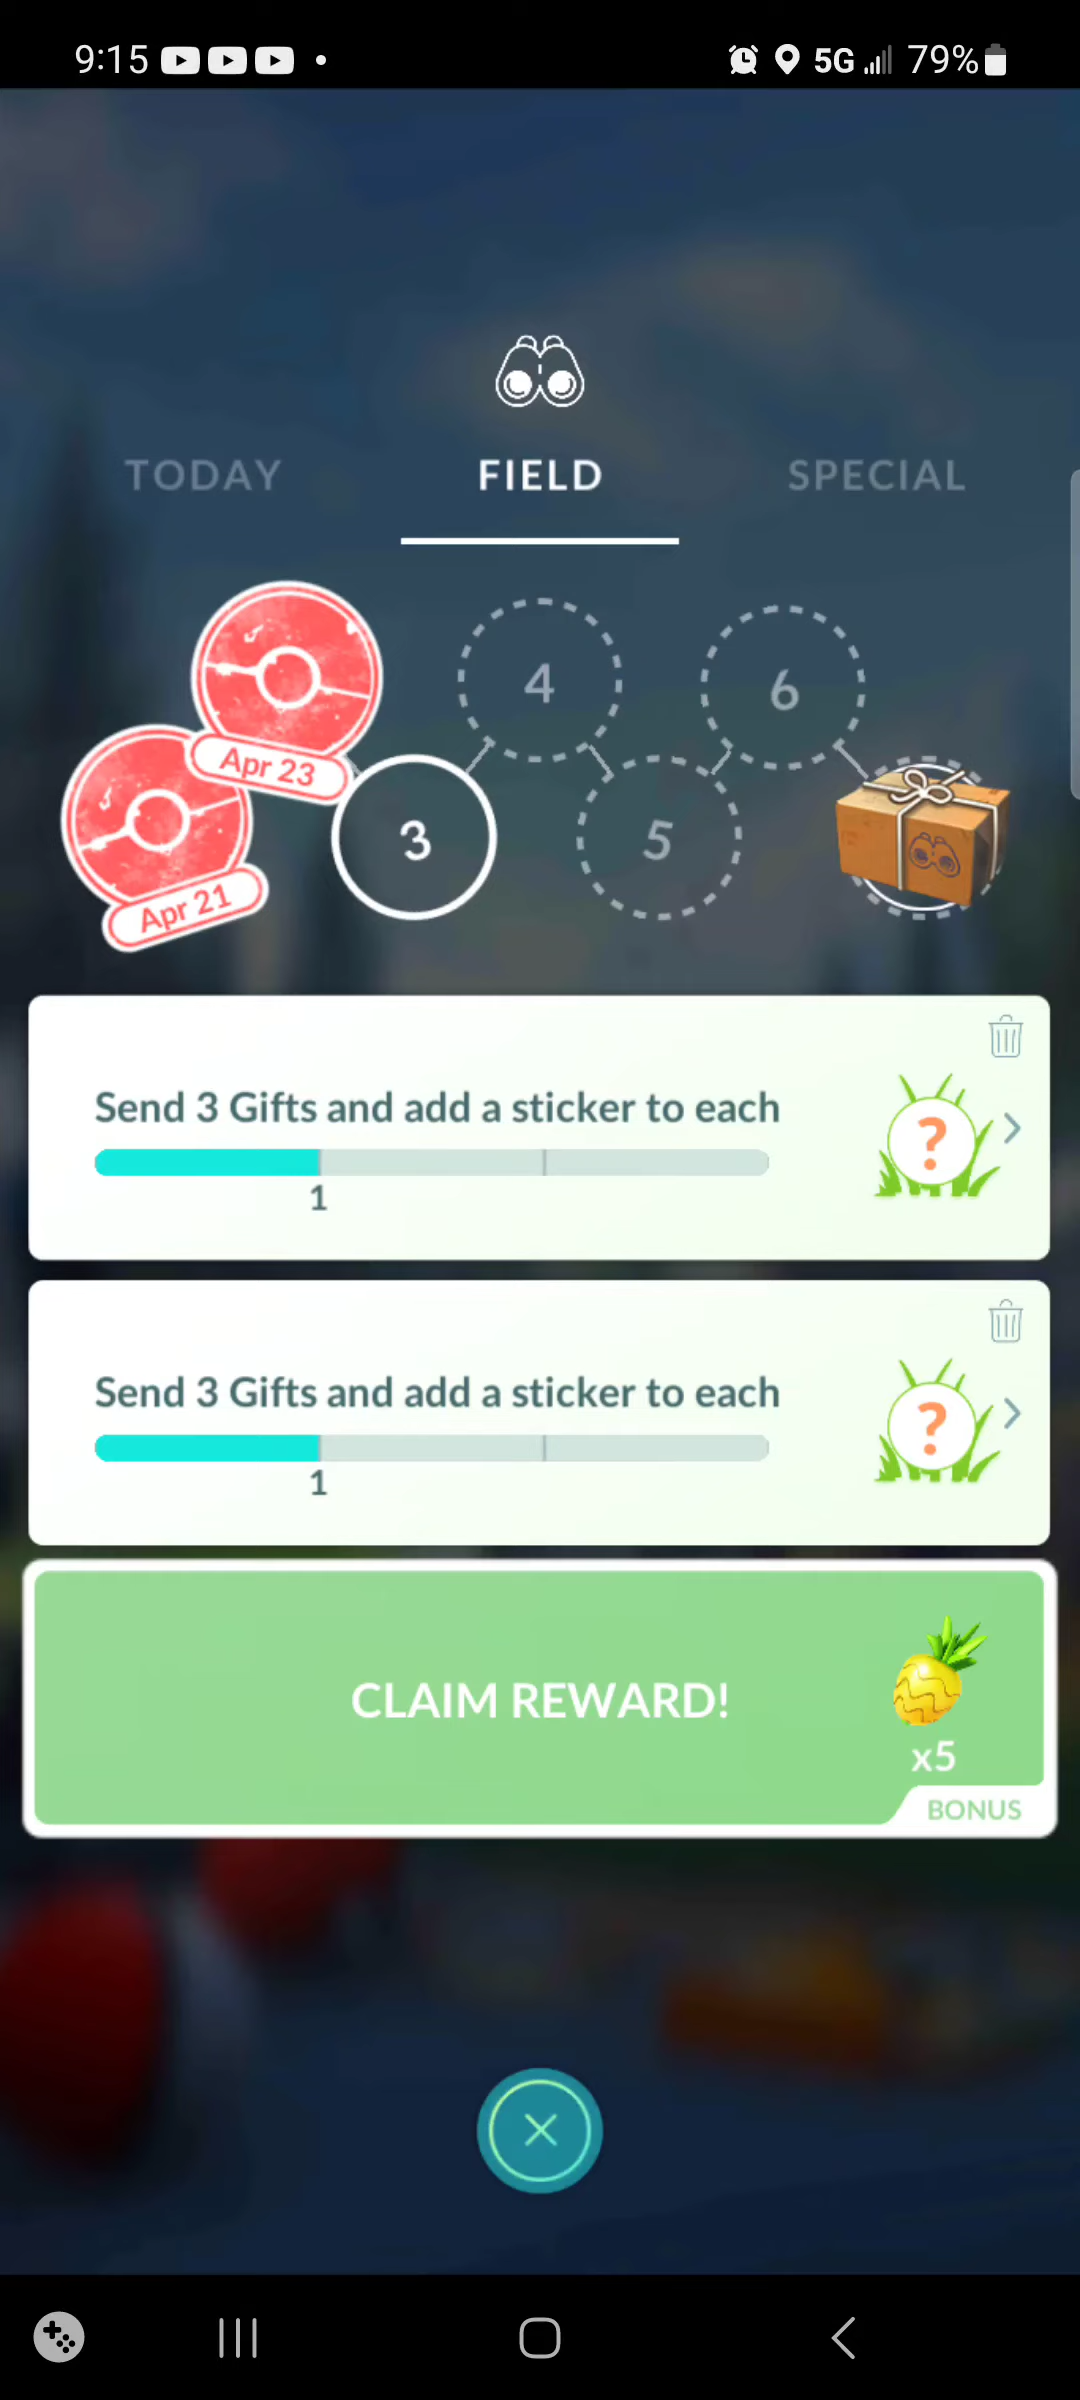 9:15 5G 79%
TODAY FIELD SPECIAL
4 6
Apr 23
3 5
Apr 21
Send 3 Gifts and add a sticker to each
?
1
Send 3 Gifts and add a sticker to each
?
1
CLAIM REWARD!
x5
BONUS